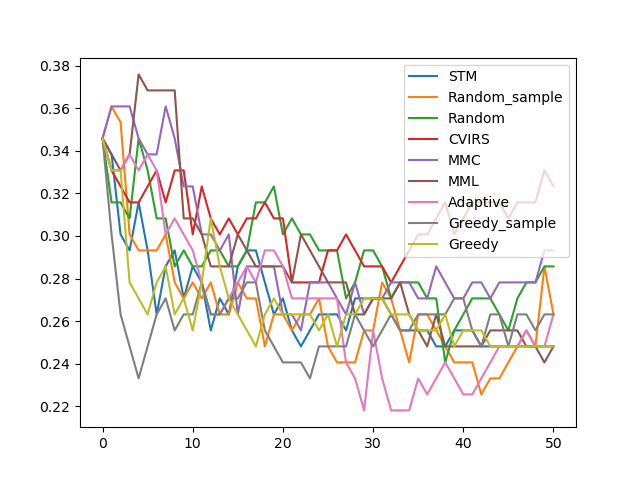 0.38
0.36
0.34
0.32
0.30
0.28
0.26
0.24
0.22
0 10 20 30 40 50
STM
Random_sample
Random
CVIRS
MMC
MML
Adaptive
Greedy_sample
Greedy